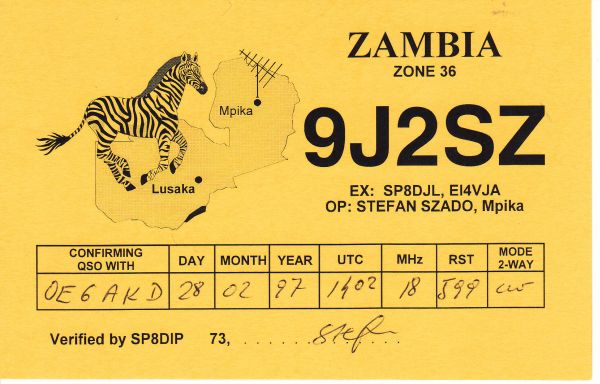 ZAMBIA
ZONE 36
Mpika
9J2SZ
Lusaka
EX: SP8DJL, EI4VJA
OP: STEFAN SZADO, Mpika
CONFIRMING QSO WITH DAY MONTH YEAR UTC MHz RST MODE 2-WAY
OE6AKD 28 02 97 1402 18 599 cw
Verified by SP8DIP 73, Stef